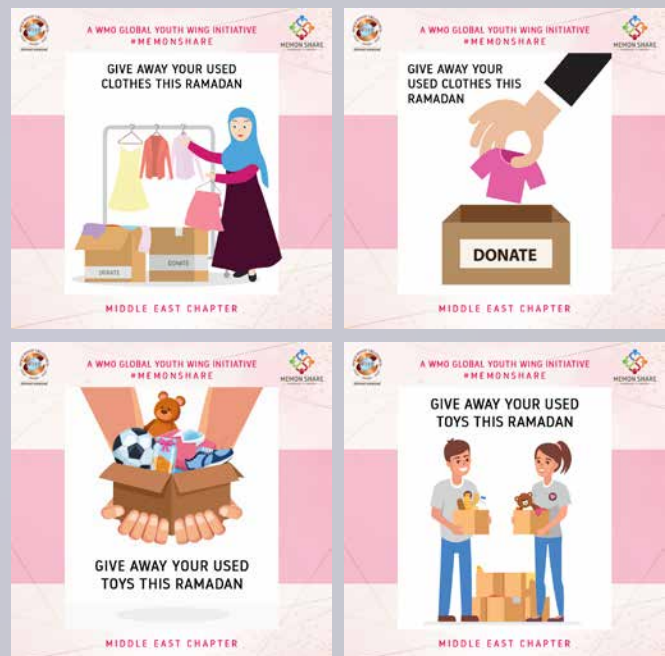 A WMO GLOBAL YOUTH WING INITIATIVE
#MEMONSHARE
MEMON SHARE
GIVE AWAY YOUR USED
CLOTHES THIS RAMADAN
DONATE
DONATE
MIDDLE EAST CHAPTER
A WMO GLOBAL YOUTH WING INITIATIVE
#MEMONSHARE
MEMON SHARE
GIVE AWAY YOUR
USED CLOTHES THIS
RAMADAN
DONATE
MIDDLE EAST CHAPTER
A WMO GLOBAL YOUTH WING INITIATIVE
#MEMONSHARE
MEMON SHARE
GIVE AWAY YOUR USED
TOYS THIS RAMADAN
MIDDLE EAST CHAPTER
A WMO GLOBAL YOUTH WING INITIATIVE
#MEMONSHARE
MEMON SHARE
GIVE AWAY YOUR USED
TOYS THIS RAMADAN
MIDDLE EAST CHAPTER